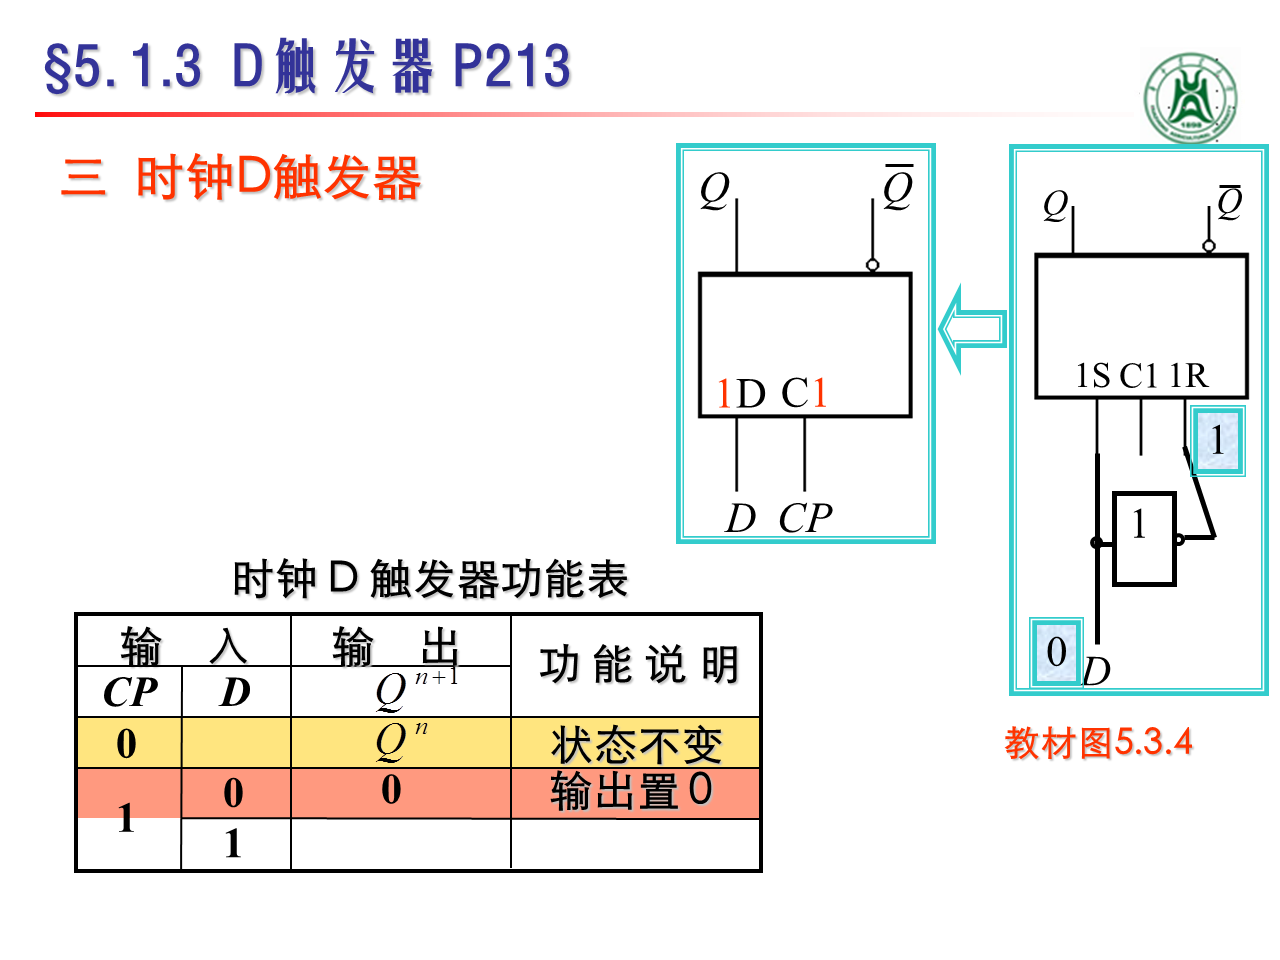 §5.1.3 D触发器 P213
三 时钟D触发器
Q Q̅
1D C1
D CP
Q Q̅
1S C1 1R
1
1
0 D
教材图5.3.4
时钟D触发器功能表
输 入 输 出 功能说明
CP D Qⁿ⁺¹
0 Qⁿ 状态不变
1 0 0 输出置0
1